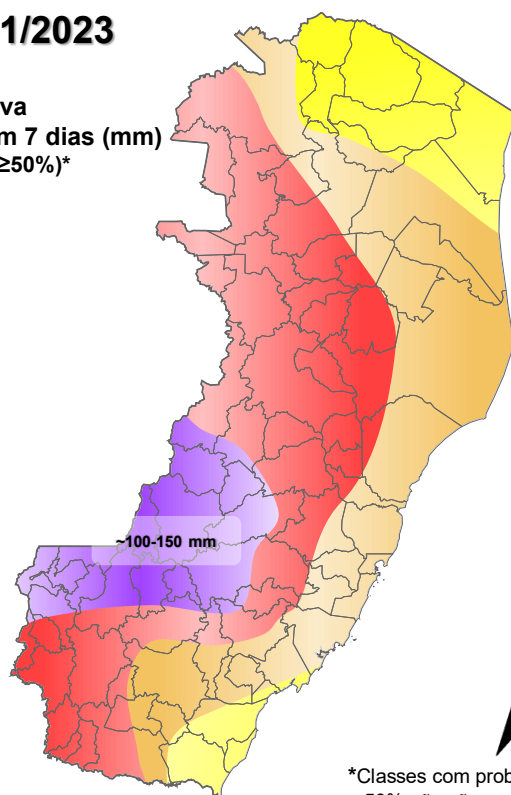 1/2023
va
m 7 dias (mm)
≥50%)*
~100-150 mm
*Classes com prob